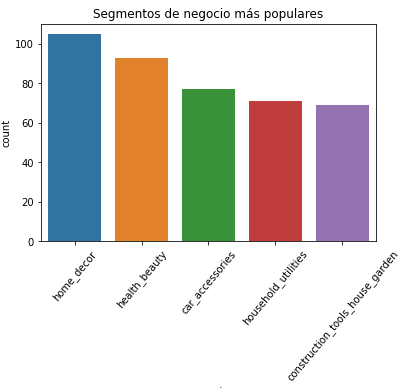 Segmentos de negocio más populares
count
100
80
60
40
20
0
home_decor
health_beauty
car_accessories
household_utilities
construction_tools_house_garden